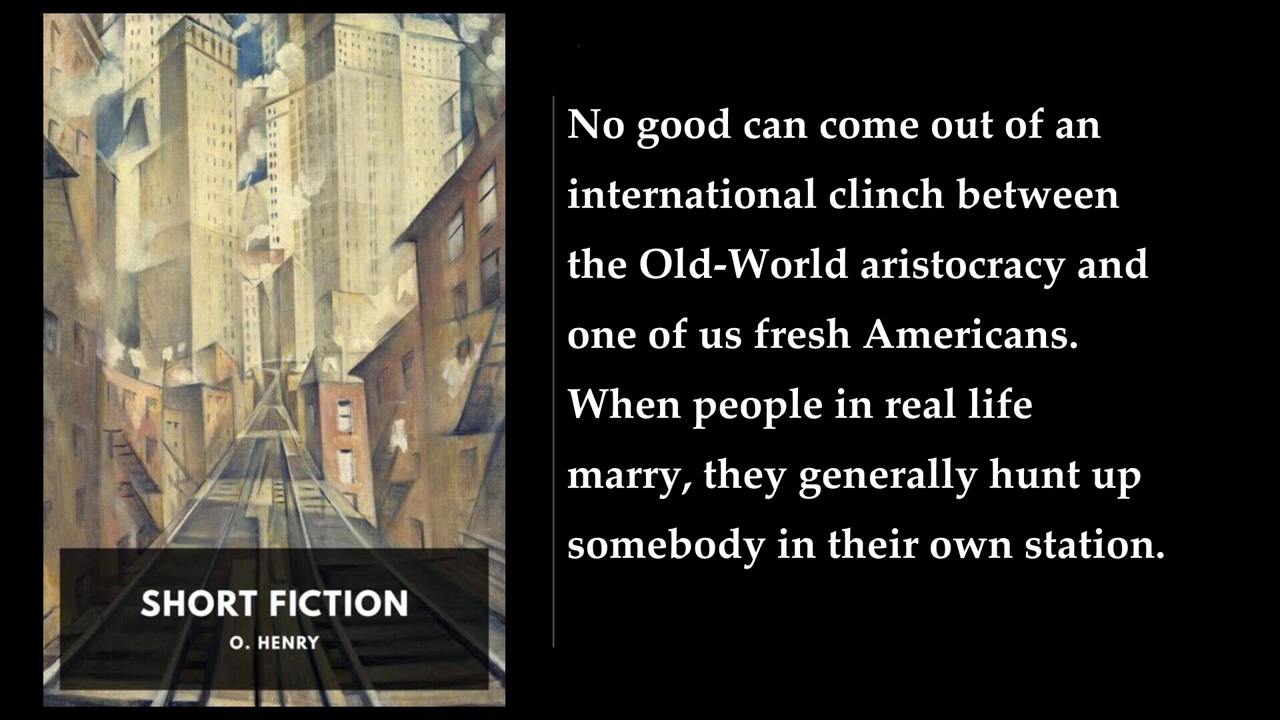 No good can come out of an
international clinch between
the Old-World aristocracy and
one of us fresh Americans.
When people in real life
marry, they generally hunt up
somebody in their own station.
SHORT FICTION
O. HENRY